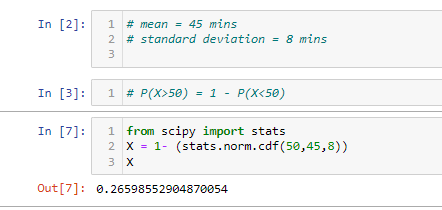 In [2]: 1 # mean = 45 mins
2 # standard deviation = 8 mins
3
In [3]: 1 # P(X>50) = 1 - P(X<50)
In [7]: 1 from scipy import stats
2 X = 1- (stats.norm.cdf(50,45,8))
3 X
Out[7]: 0.26598552904870054